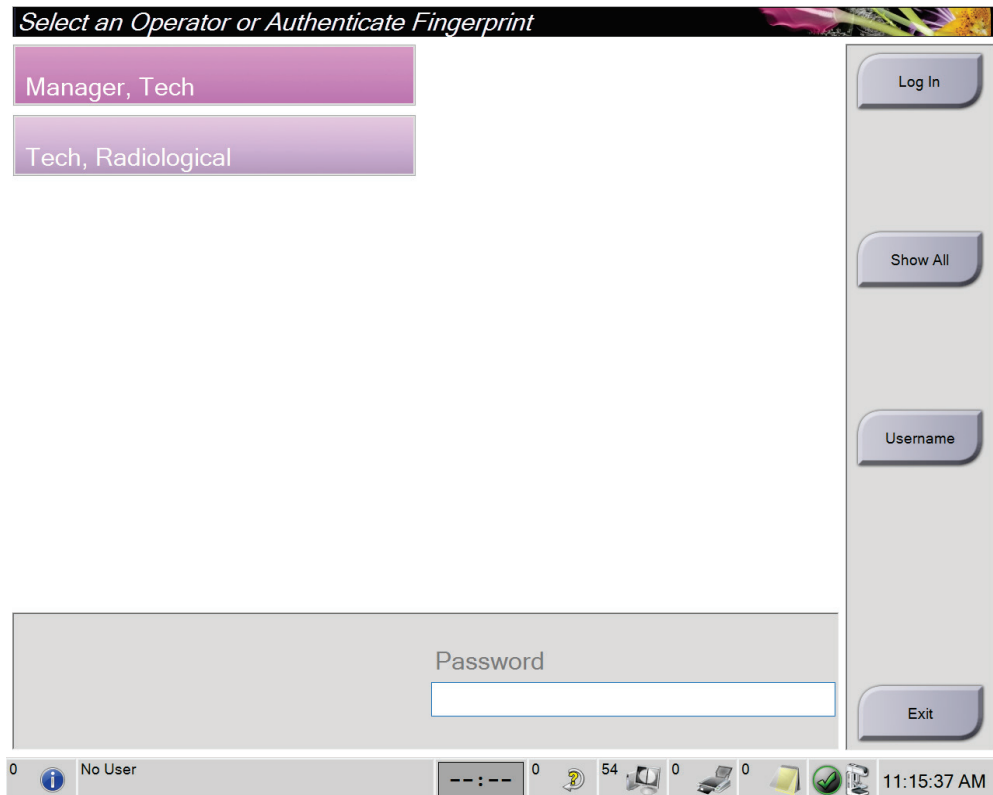 Select an Operator or Authenticate Fingerprint
Manager, Tech
Log In
Tech, Radiological
Show All
Username
Password
Exit
0 No User --:-- 0 54 0 0 11:15:37 AM